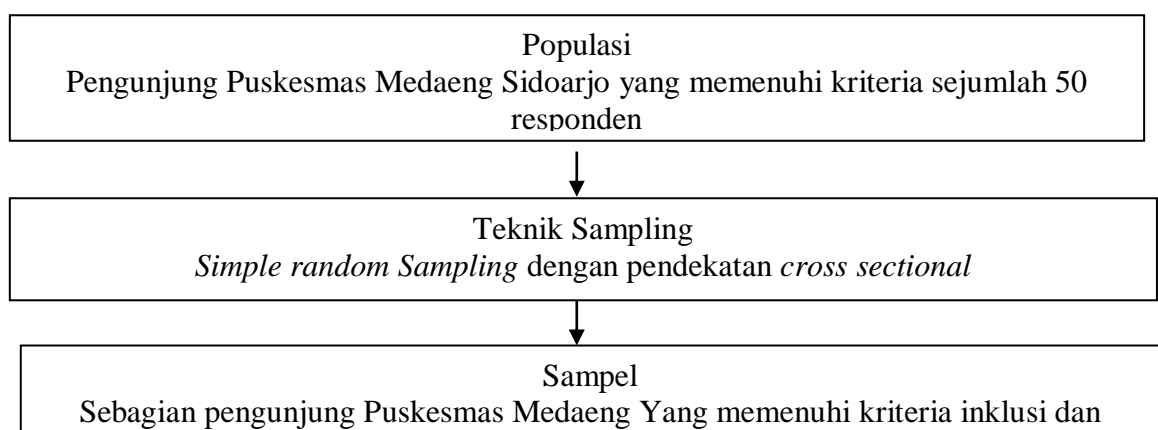 Populasi
Pengunjung Puskesmas Medaeng Sidoarjo yang memenuhi kriteria sejumlah 50
responden
Teknik Sampling
Simple random Sampling dengan pendekatan cross sectional
Sampel
Sebagian pengunjung Puskesmas Medaeng Yang memenuhi kriteria inklusi dan